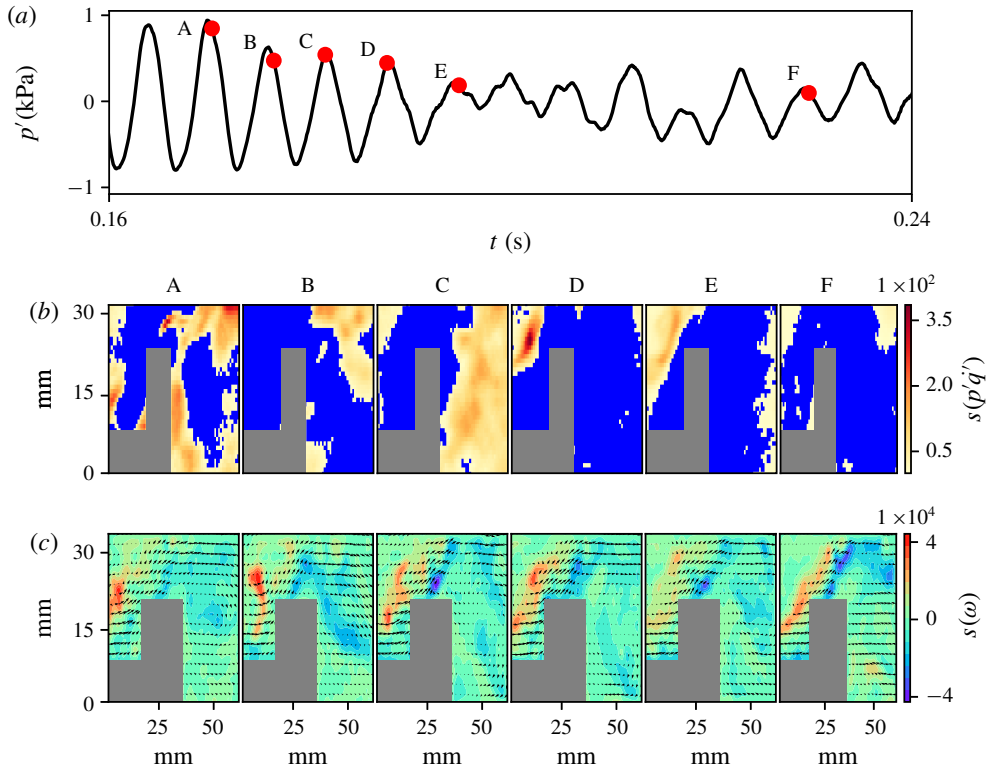 (a)
1
0
−1
p′ (kPa)
A
B
C
D
E
F
0.16
0.24
t (s)
A B C D E F
(b)
30
15
0
mm
1 ×10²
3.5
2.0
0.5
s(p′q̇′)
(c)
30
15
0
mm
1 ×10⁴
4
0
−4
s(ω)
25 50 25 50 25 50 25 50 25 50 25 50
mm mm mm mm mm mm